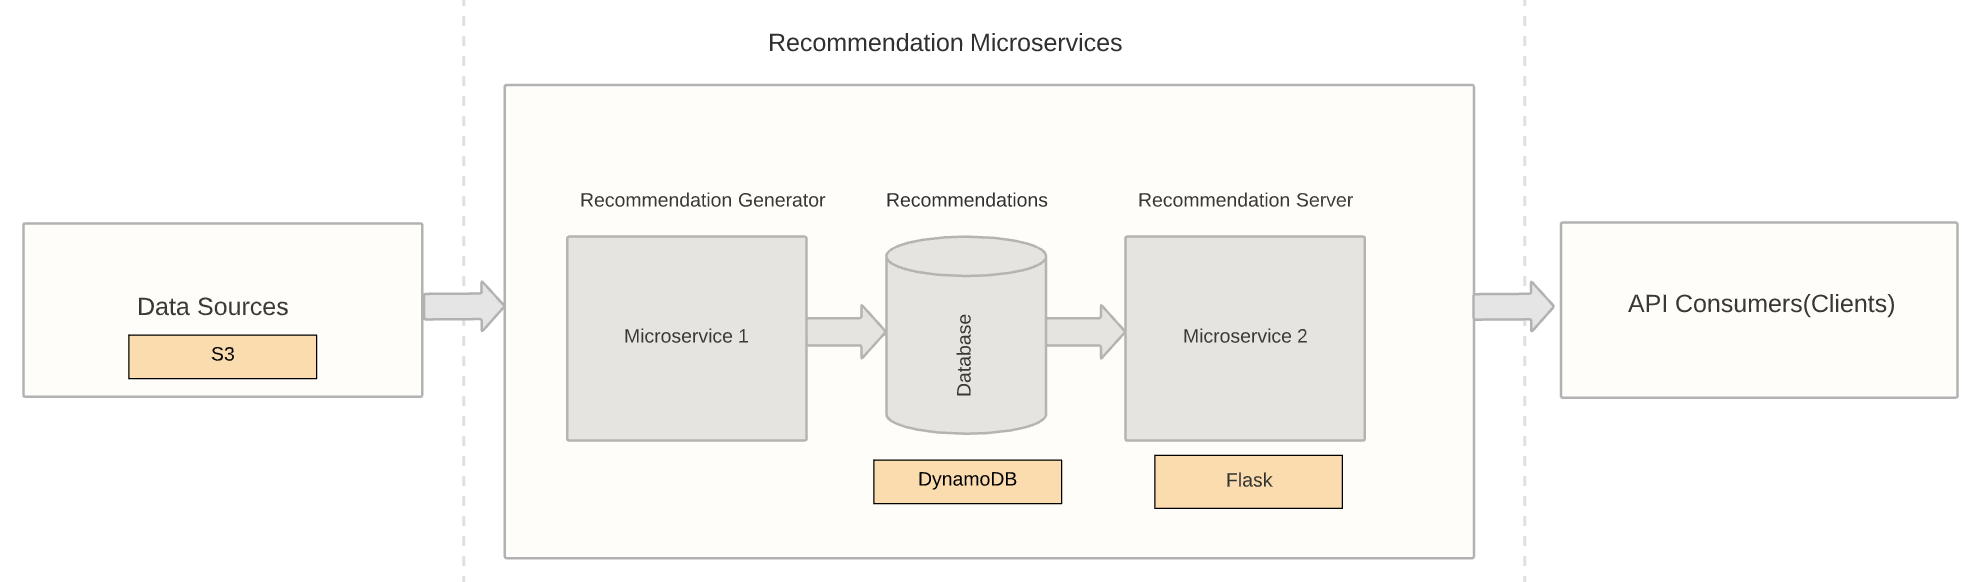 Recommendation Microservices
Recommendation Generator
Recommendations
Recommendation Server
Data Sources
S3
Microservice 1
Database
Microservice 2
API Consumers(Clients)
DynamoDB
Flask